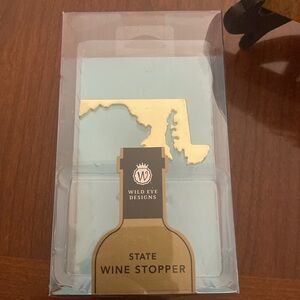 W
WILD EYE
DESIGNS
STATE
WINE STOPPER